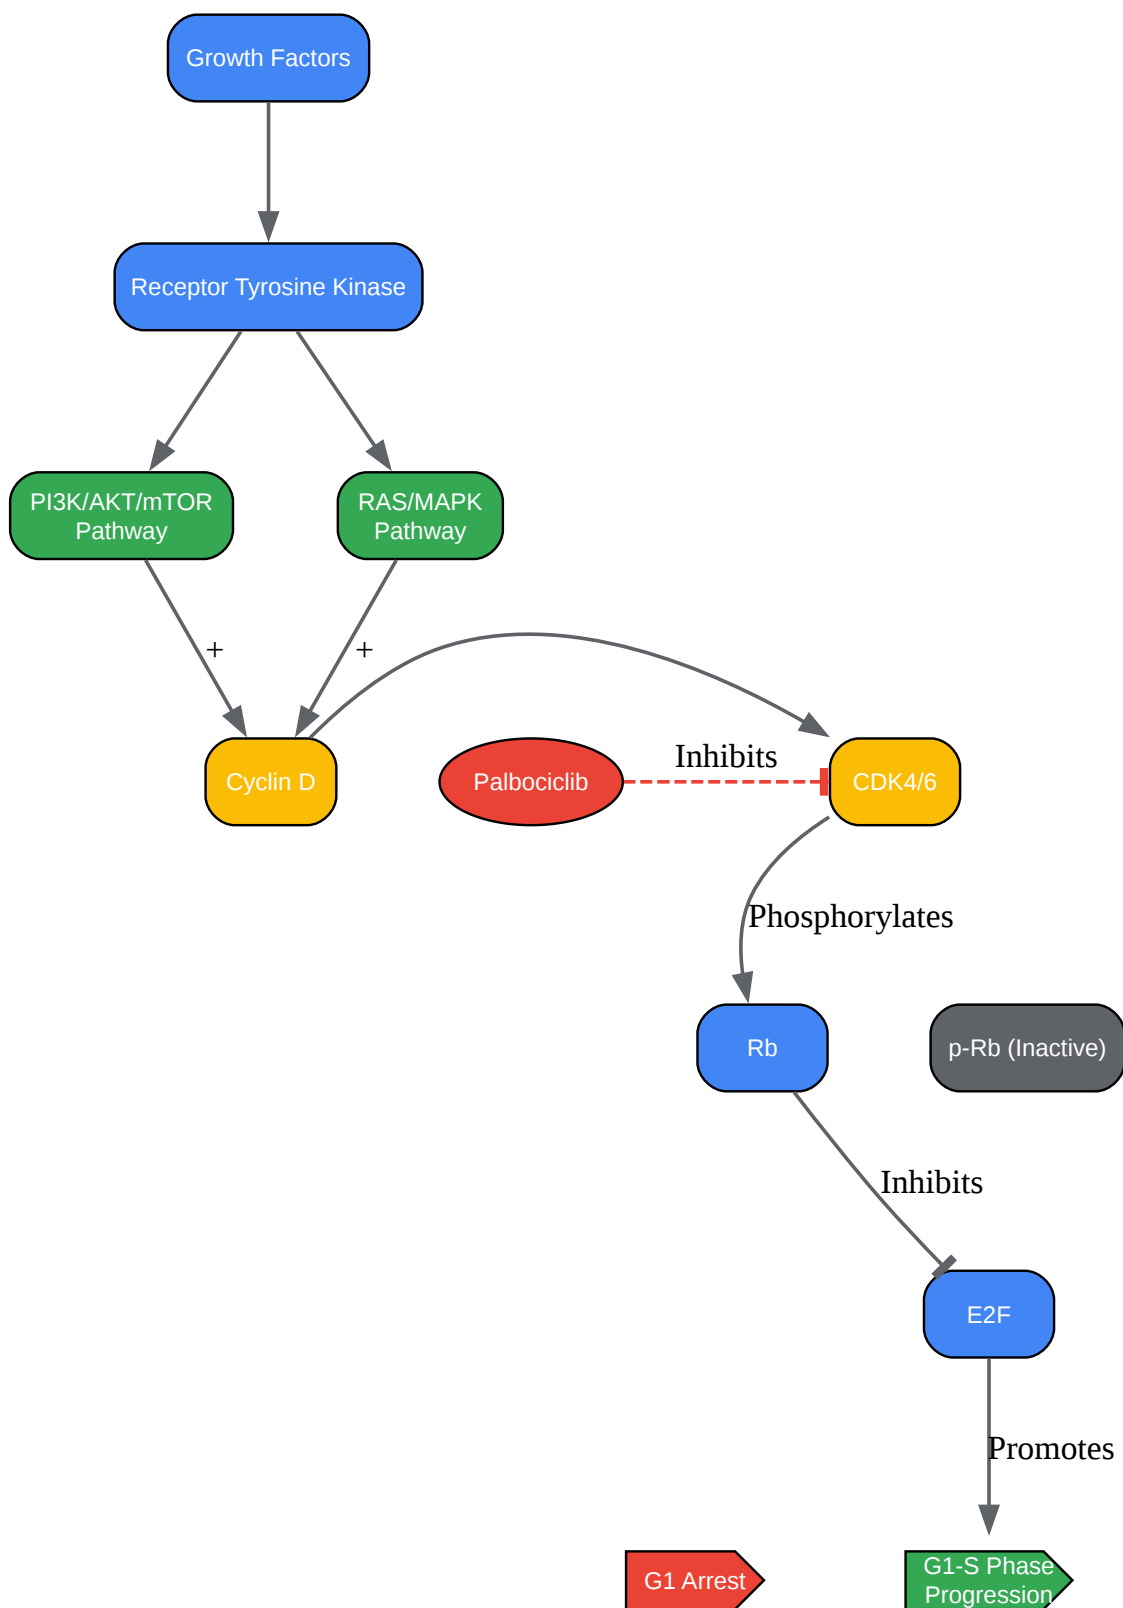 Growth Factors
Receptor Tyrosine Kinase
PI3K/AKT/mTOR
Pathway
RAS/MAPK
Pathway
+
+
Cyclin D
Palbociclib
Inhibits
CDK4/6
Phosphorylates
Rb
p-Rb (Inactive)
Inhibits
E2F
Promotes
G1 Arrest
G1-S Phase
Progression